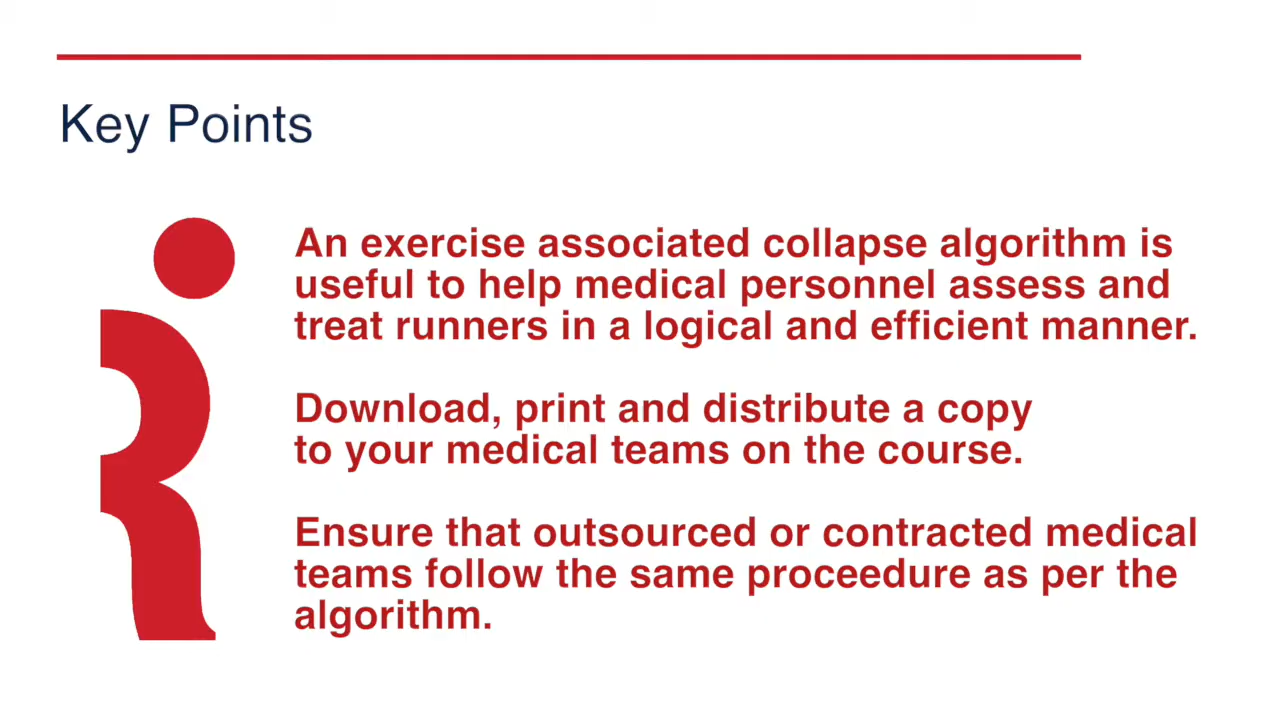 Key Points
An exercise associated collapse algorithm is
useful to help medical personnel assess and
treat runners in a logical and efficient manner.
Download, print and distribute a copy
to your medical teams on the course.
Ensure that outsourced or contracted medical
teams follow the same proceedure as per the
algorithm.